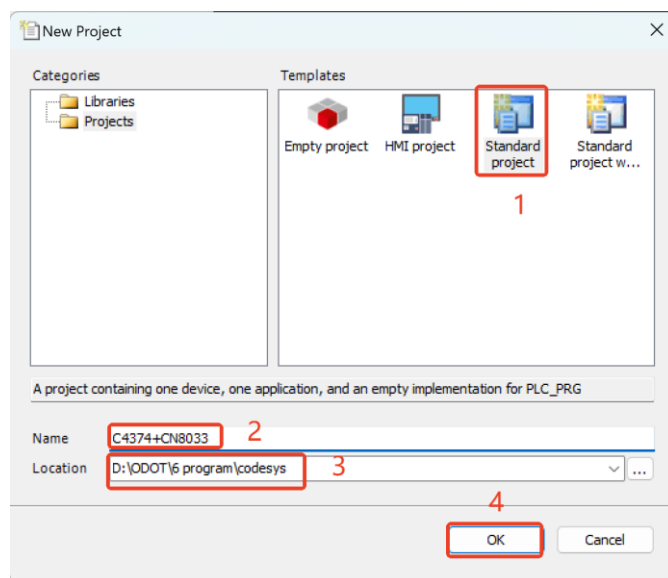 New Project
Categories
Templates
Libraries
Projects
Empty project
HMI project
Standard
project
Standard
project w...
1
A project containing one device, one application, and an empty implementation for PLC_PRG
Name
C4374+CN8033
2
Location
D:\ODOT\6 program\codesys
3
...
4
OK
Cancel